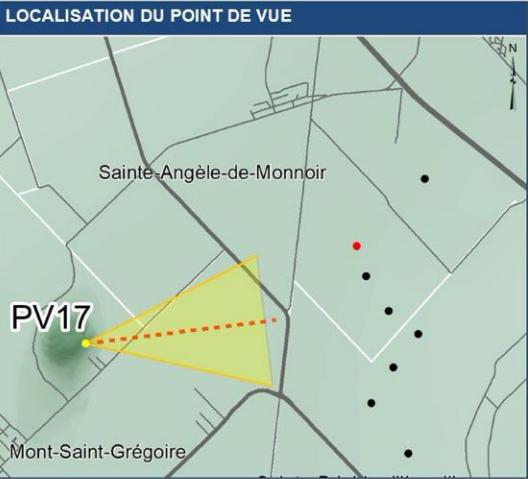 LOCALISATION DU POINT DE VUE
N
Sainte-Angèle-de-Monnoir
PV17
Mont-Saint-Grégoire